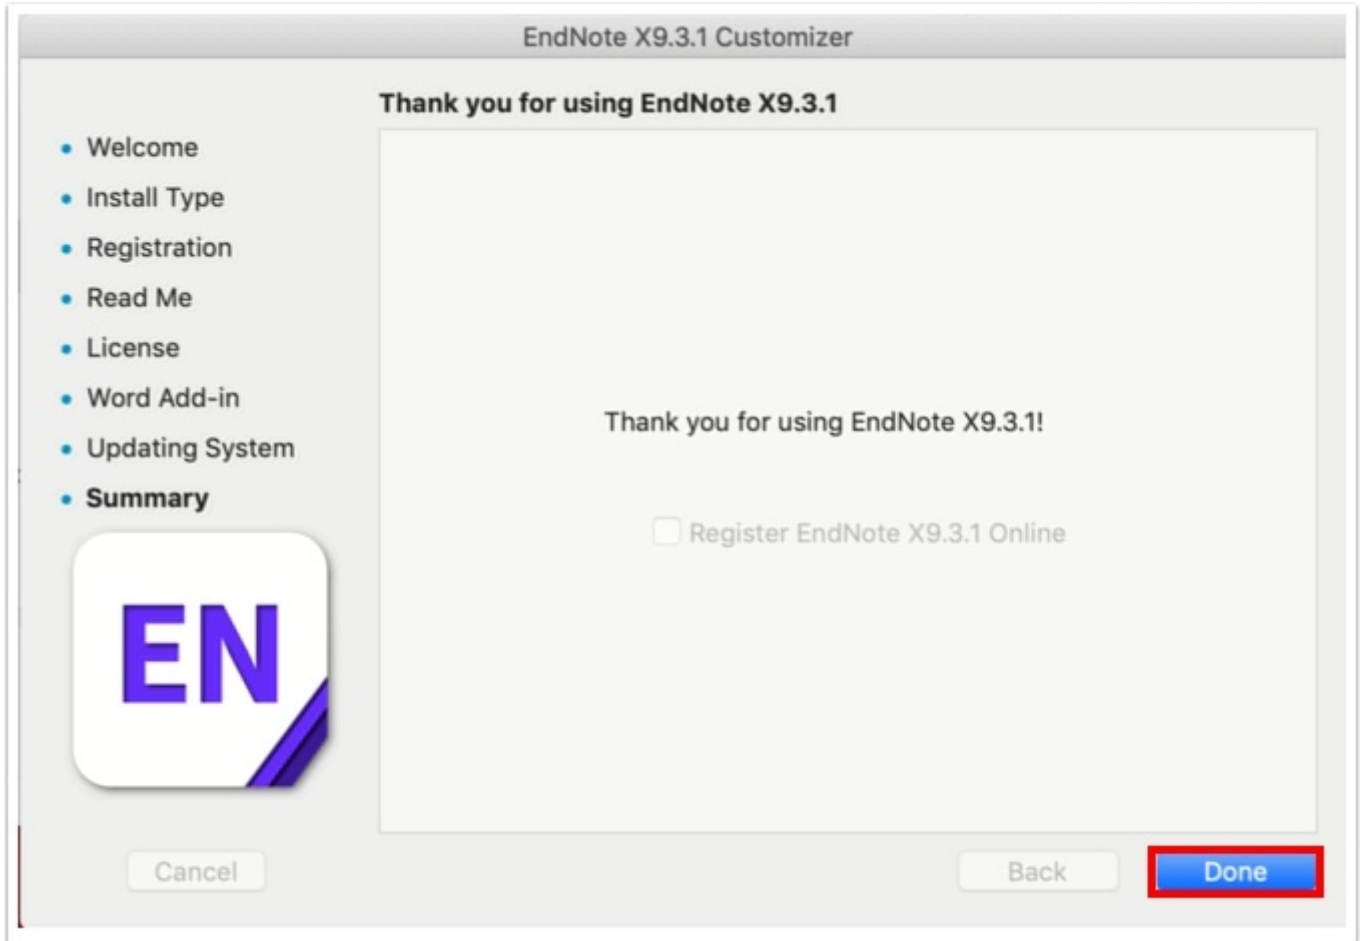 EndNote X9.3.1 Customizer
Thank you for using EndNote X9.3.1
Welcome
Install Type
Registration
Read Me
License
Word Add-in
Updating System
Summary
Thank you for using EndNote X9.3.1!
Register EndNote X9.3.1 Online
EN
Cancel
Back
Done